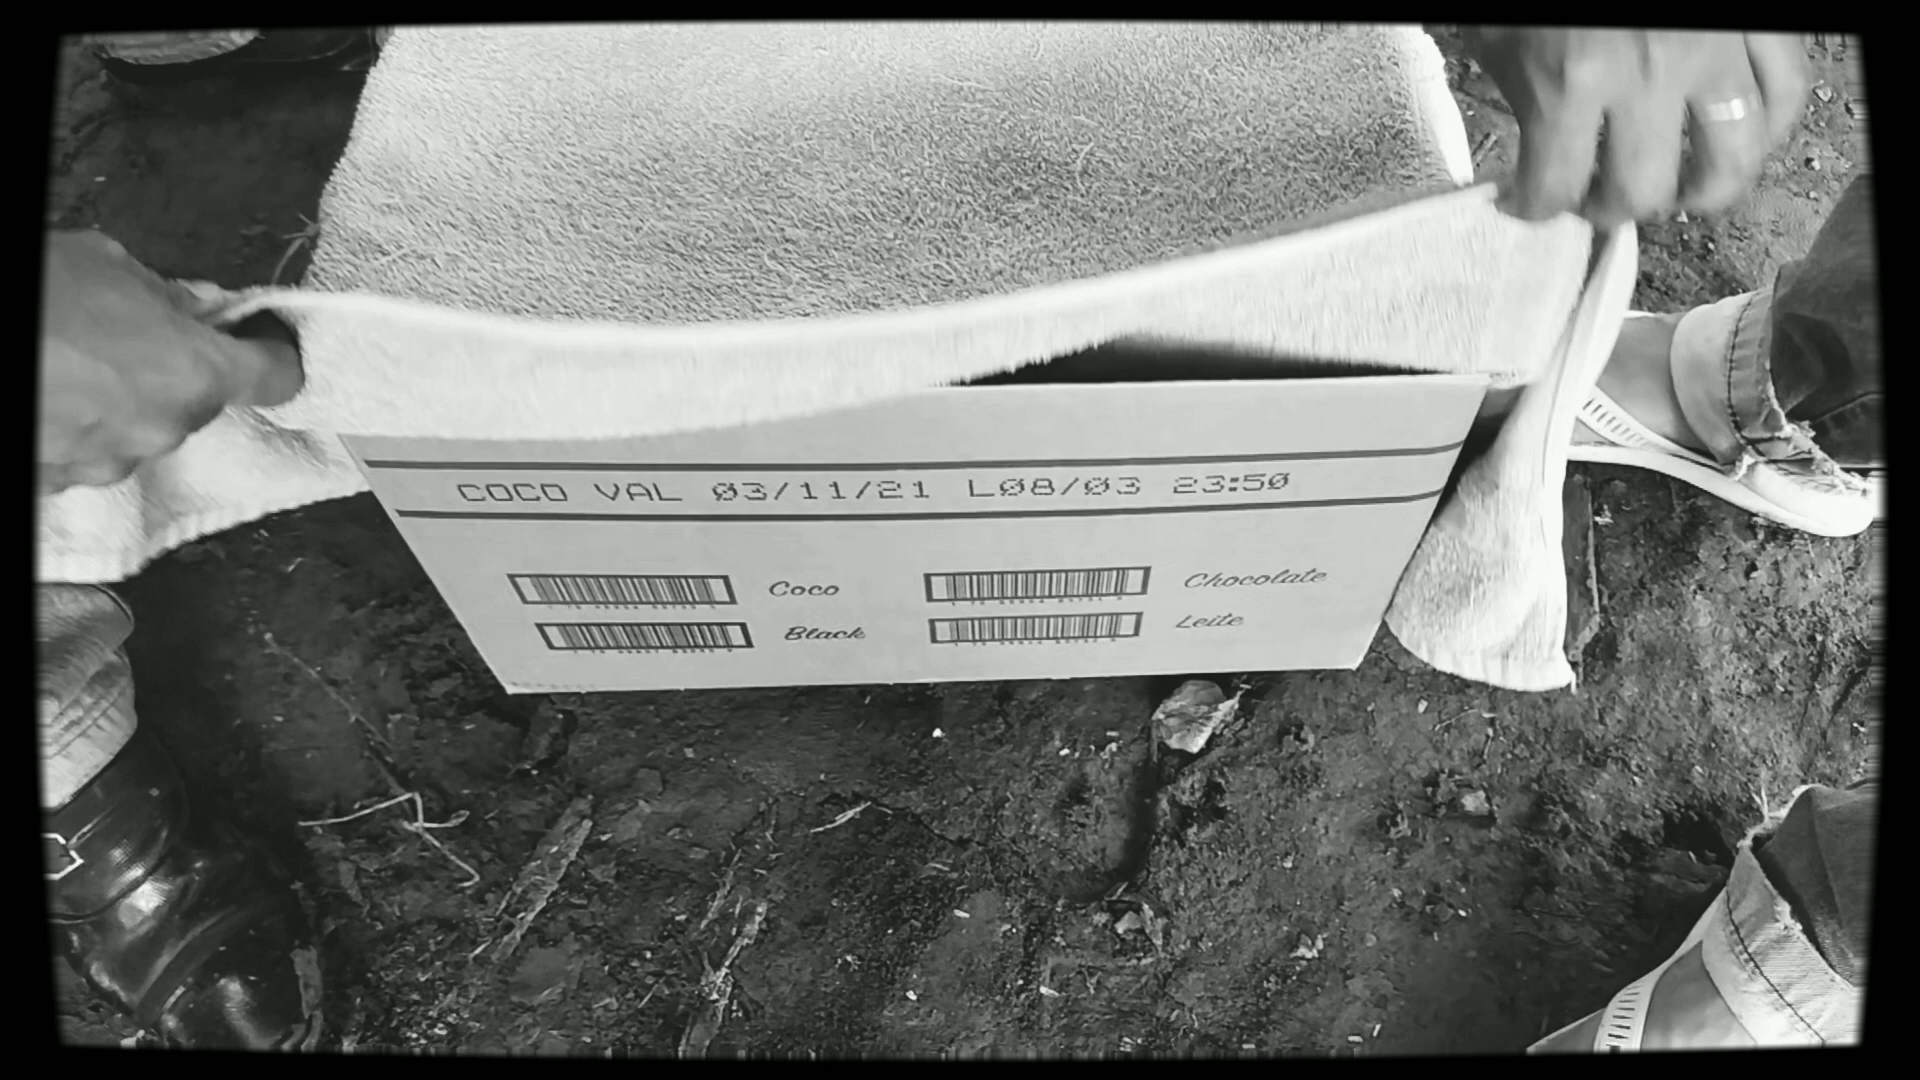 COCO VAL 03/11/21 L08/03 23:50
Coco
Chocolate
Black
Leite